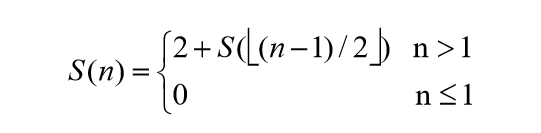 S(n) = { 2 + S(⌊(n−1)/2⌋) n >1
0 n ≤1